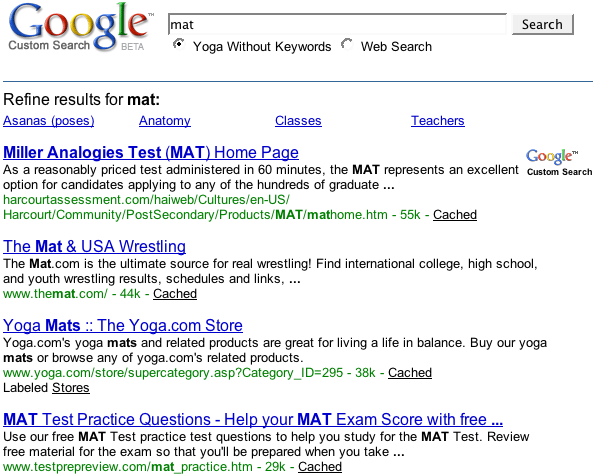 Google™
Custom Search BETA
mat
Search
Yoga Without Keywords Web Search
Refine results for mat:
Asanas (poses) Anatomy Classes Teachers
Miller Analogies Test (MAT) Home Page
As a reasonably priced test administered in 60 minutes, the MAT represents an excellent
option for candidates applying to any of the hundreds of graduate ...
harcourtassessment.com/haiweb/Cultures/en-US/
Harcourt/Community/PostSecondary/Products/MAT/mathome.htm - 55k - Cached
Google™
Custom Search
The Mat & USA Wrestling
The Mat.com is the ultimate source for real wrestling! Find international college, high school,
and youth wrestling results, schedules and links, ...
www.themat.com/ - 44k - Cached
Yoga Mats :: The Yoga.com Store
Yoga.com's yoga mats and related products are great for living a life in balance. Buy our yoga
mats or browse any of yoga.com's related products.
www.yoga.com/store/supercategory.asp?Category_ID=295 - 38k - Cached
Labeled Stores
MAT Test Practice Questions - Help your MAT Exam Score with free ...
Use our free MAT Test practice test questions to help you study for the MAT Test. Review
free material for the exam so that you'll be prepared when you take ...
www.testprepreview.com/mat_practice.htm - 29k - Cached